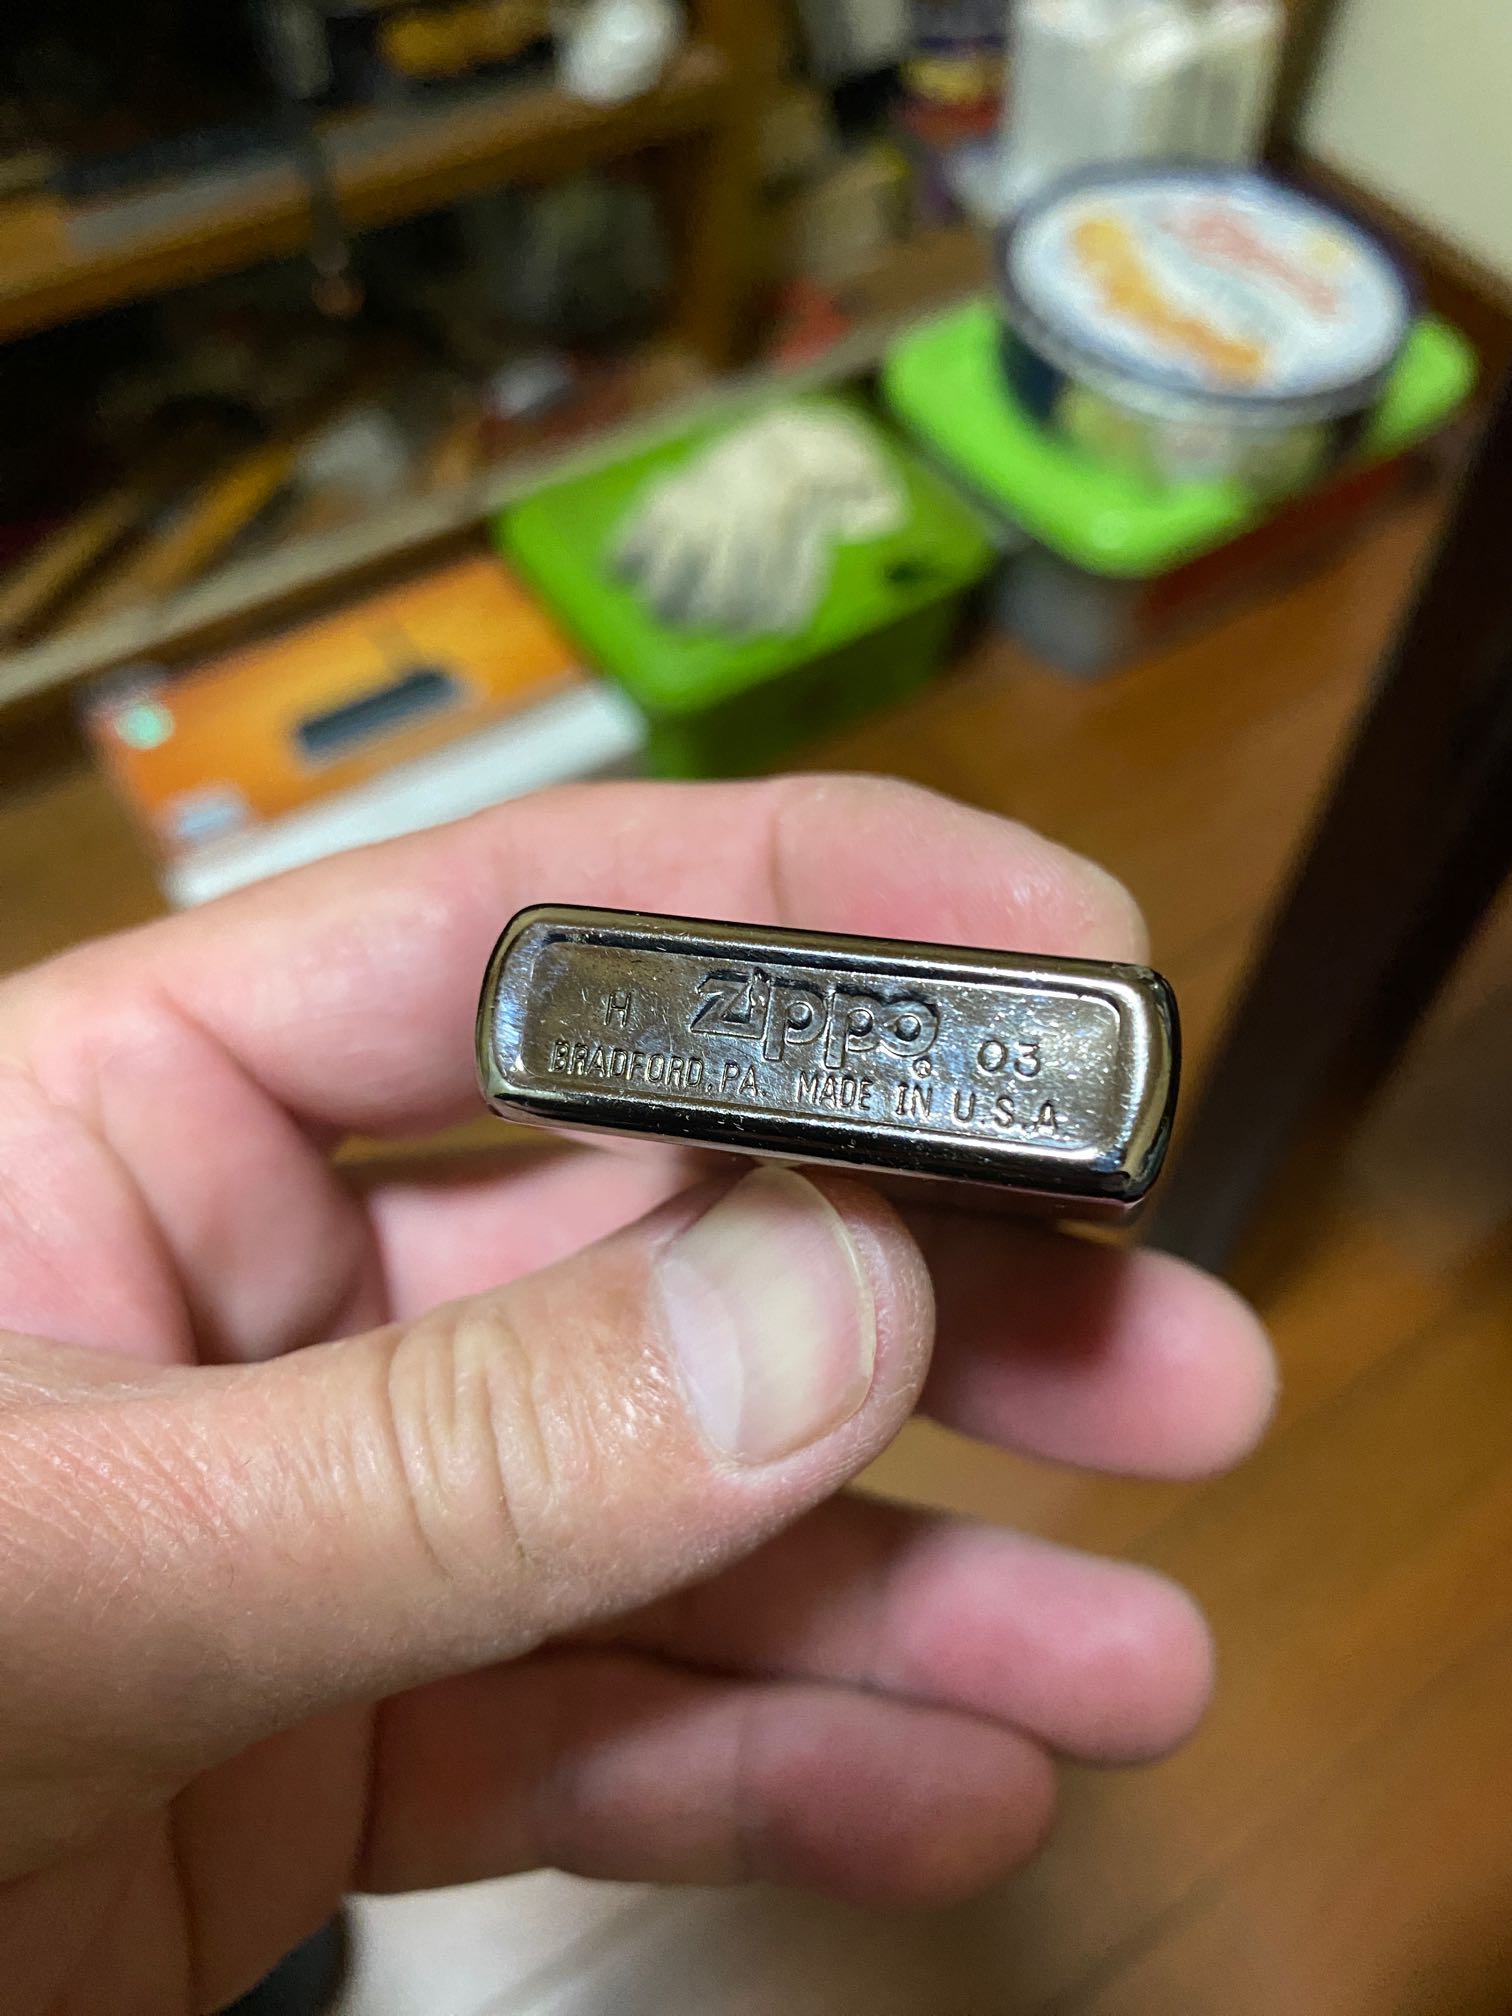 H Zippo® 03
BRADFORD, PA. MADE IN U.S.A.